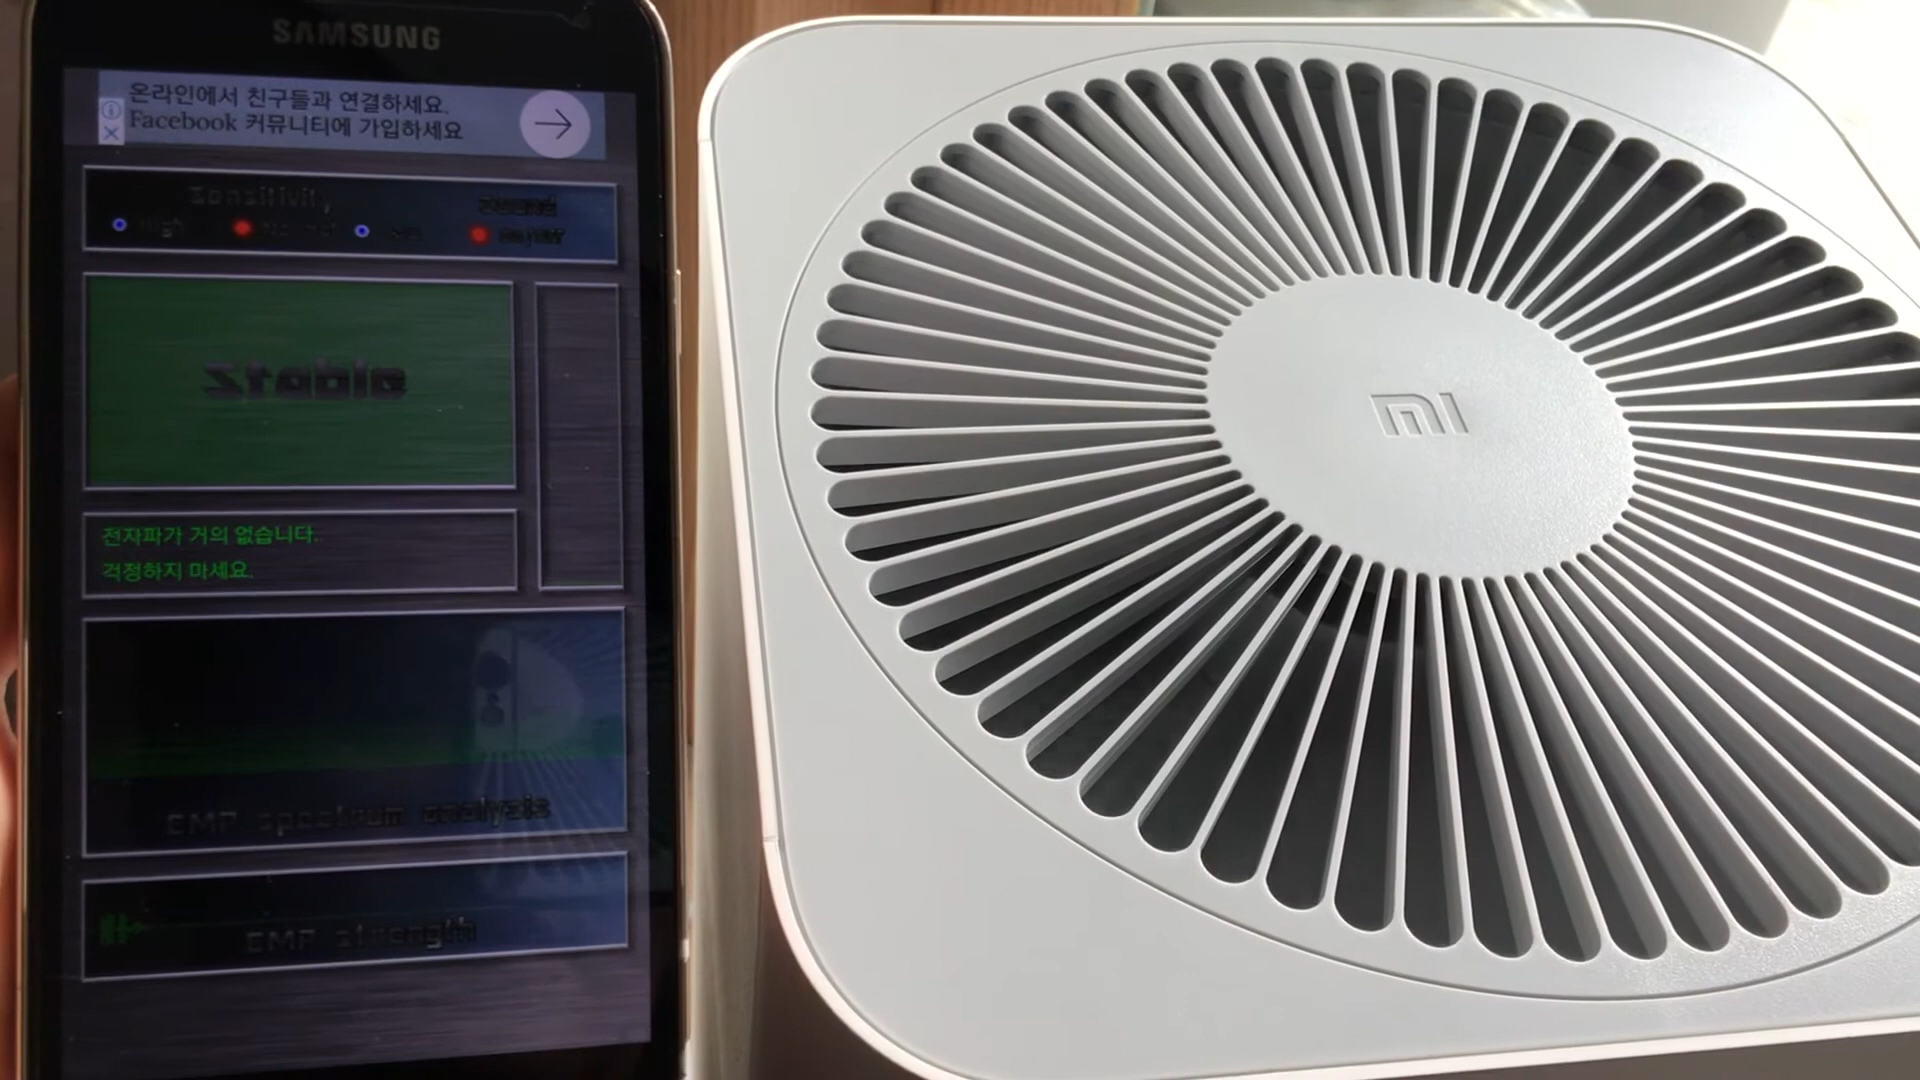 SAMSUNG
온라인에서 친구들과 연결하세요.
Facebook 커뮤니티에 가입하세요
Sensitivity
High
Stable
전자파가 거의 없습니다.
걱정하지 마세요.
EMP spectrum analysis
EMP strength
MI